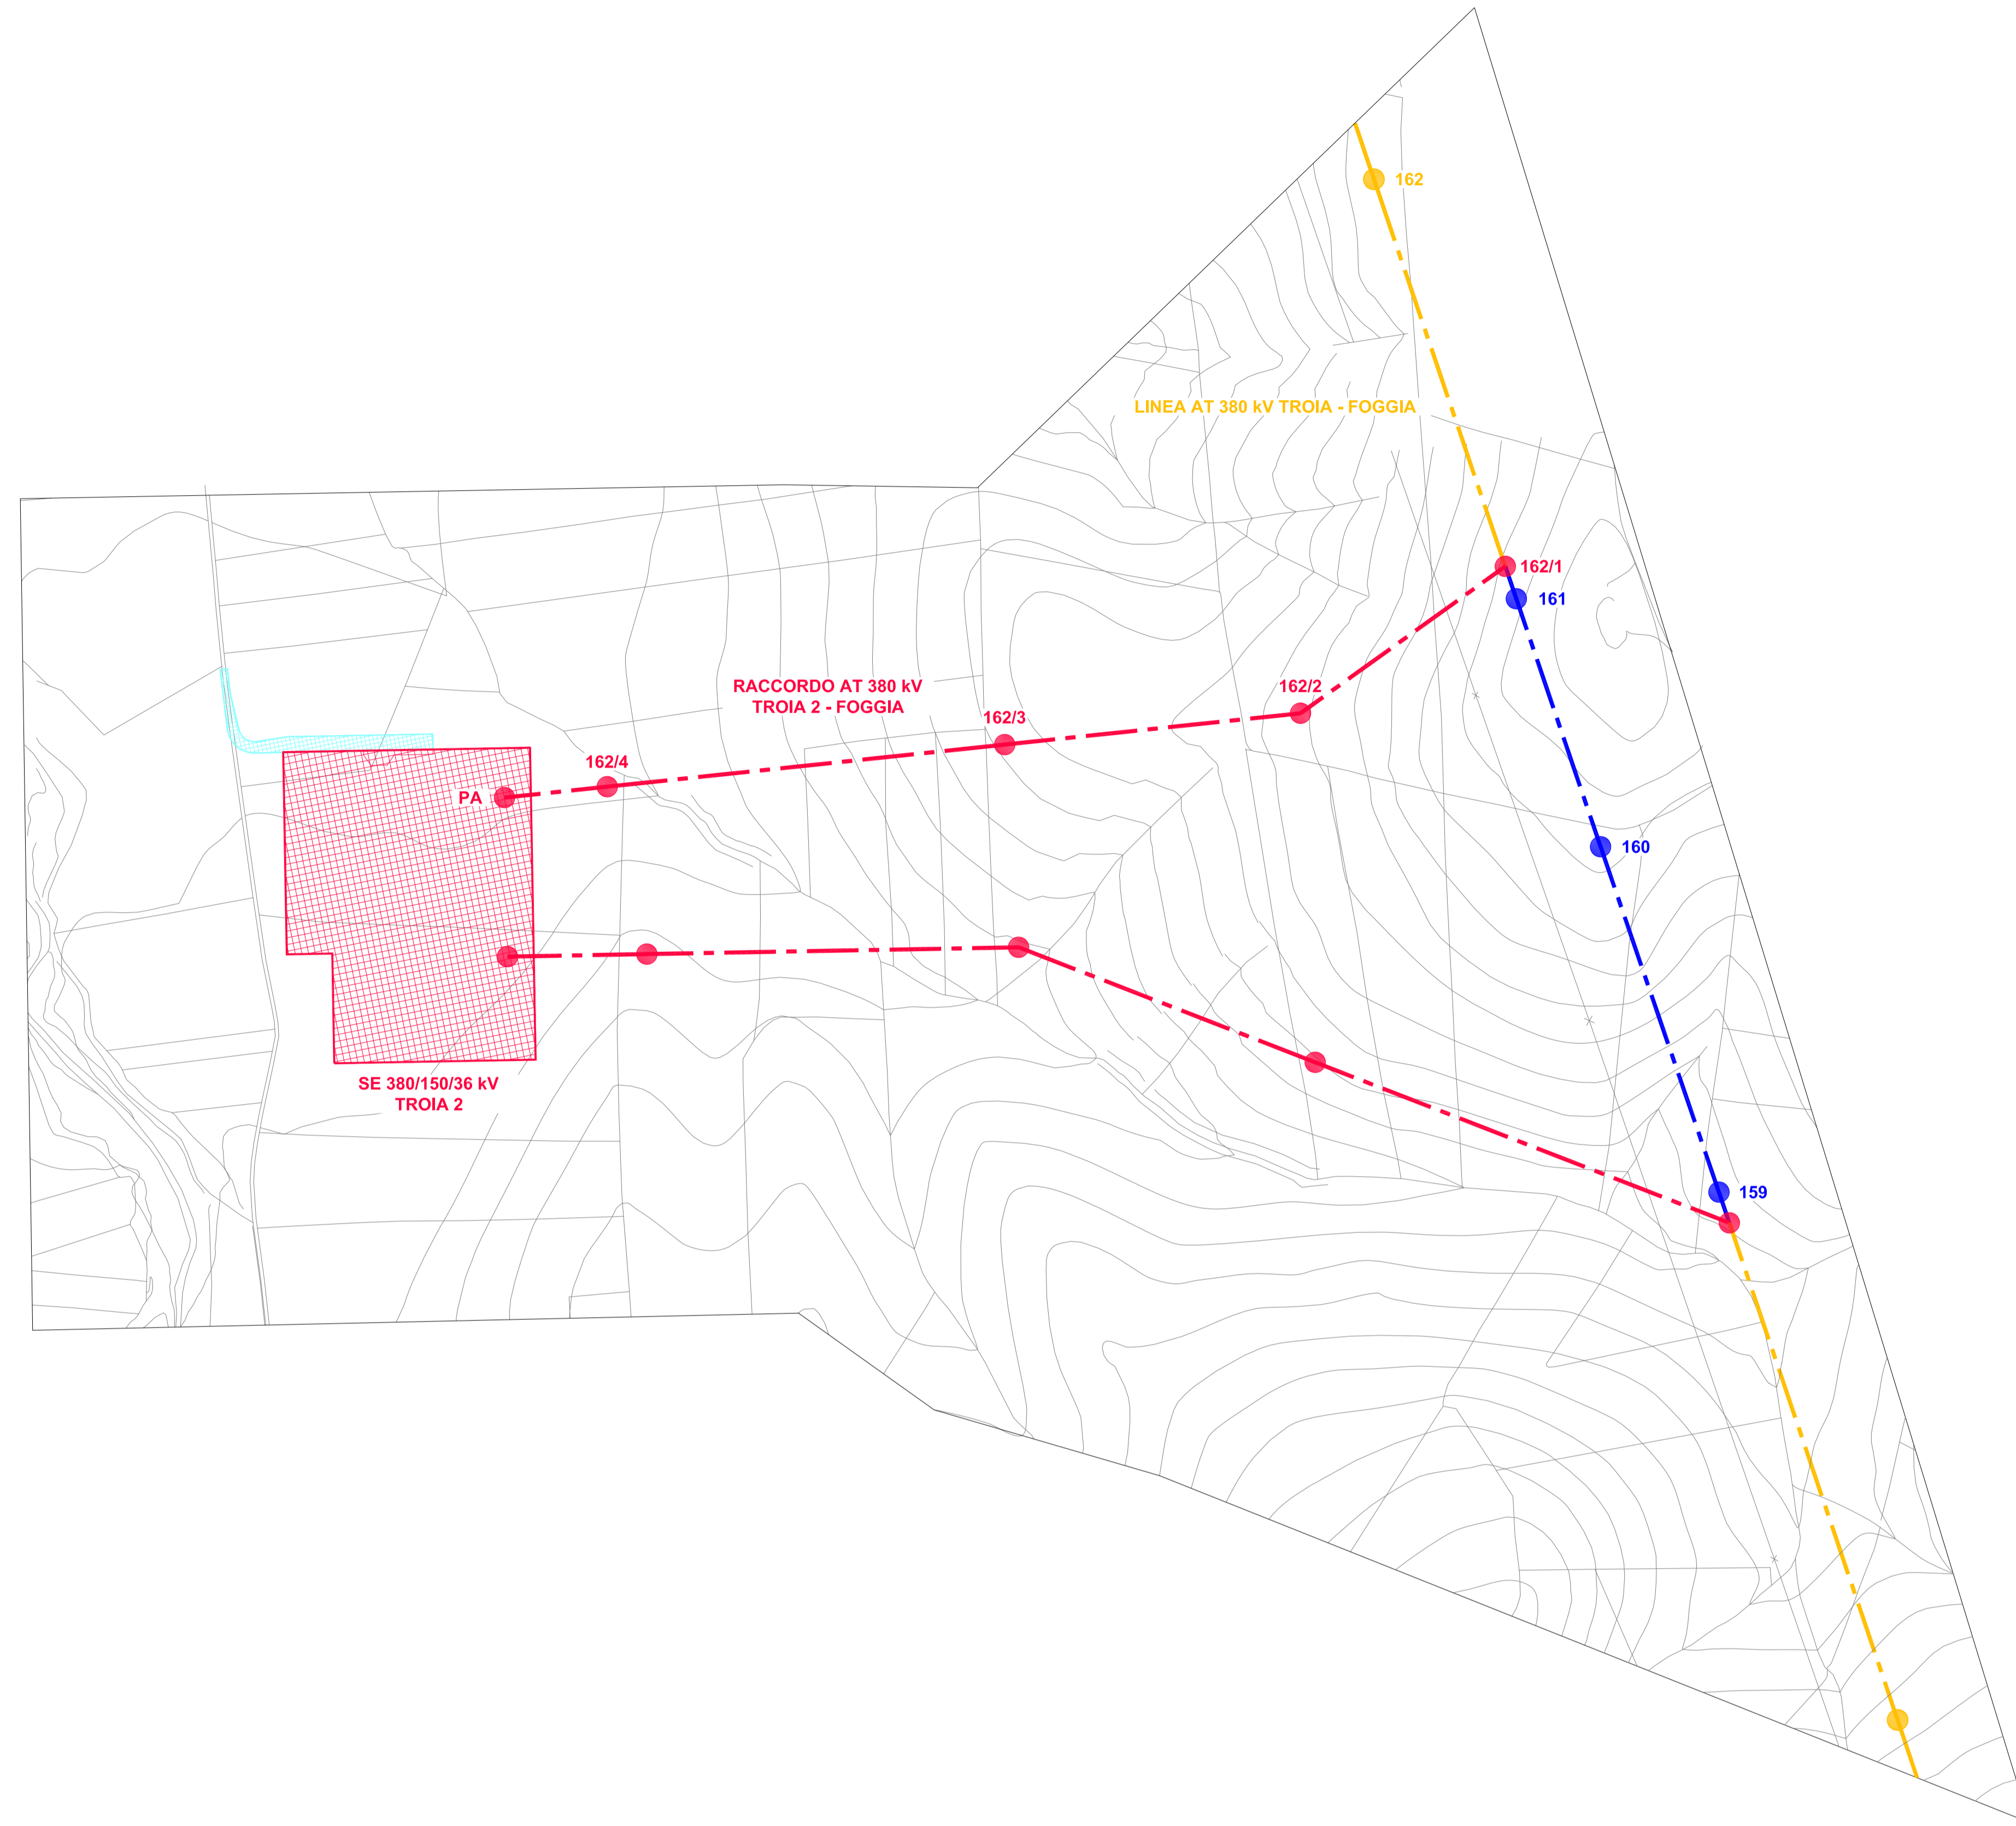 162
LINEA AT 380 kV TROIA - FOGGIA
162/1
161
RACCORDO AT 380 kV
TROIA 2 - FOGGIA
162/2
162/3
162/4
PA
160
SE 380/150/36 kV
TROIA 2
159